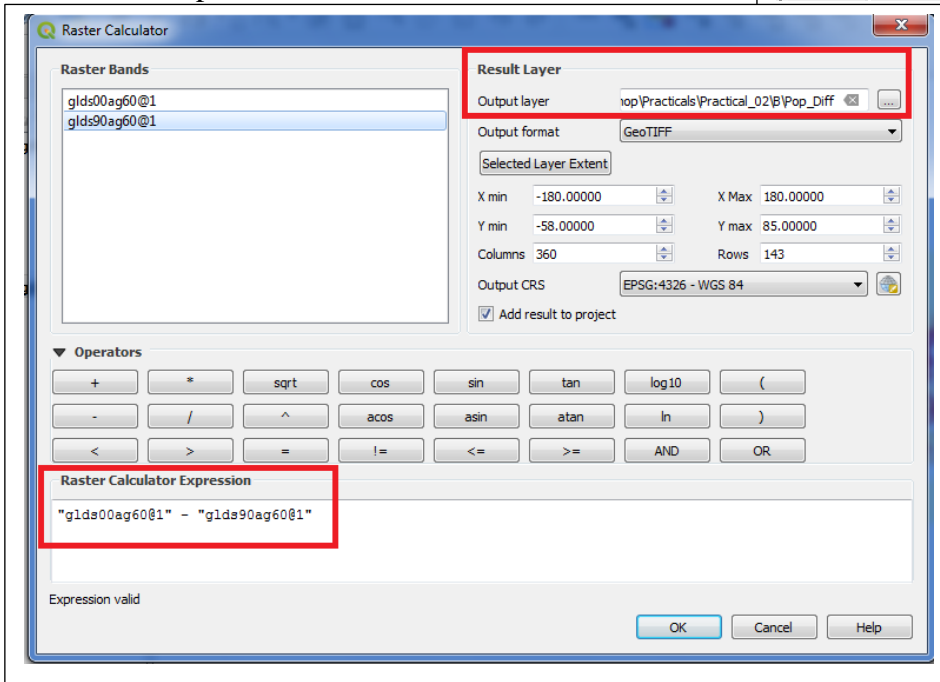 Raster Calculator
Raster Bands
glds00ag60@1
glds90ag60@1
Result Layer
Output layer nop\Practicals\Practical_02\B\Pop_Diff ...
Output format GeoTIFF
Selected Layer Extent
X min -180.00000 X Max 180.00000
Y min -58.00000 Y max 85.00000
Columns 360 Rows 143
Output CRS EPSG:4326 - WGS 84
Add result to project
Operators
+ * sqrt cos sin tan log10 (
- / ^ acos asin atan ln )
< > = != <= >= AND OR
Raster Calculator Expression
"glds00ag60@1" - "glds90ag60@1"
Expression valid
OK Cancel Help